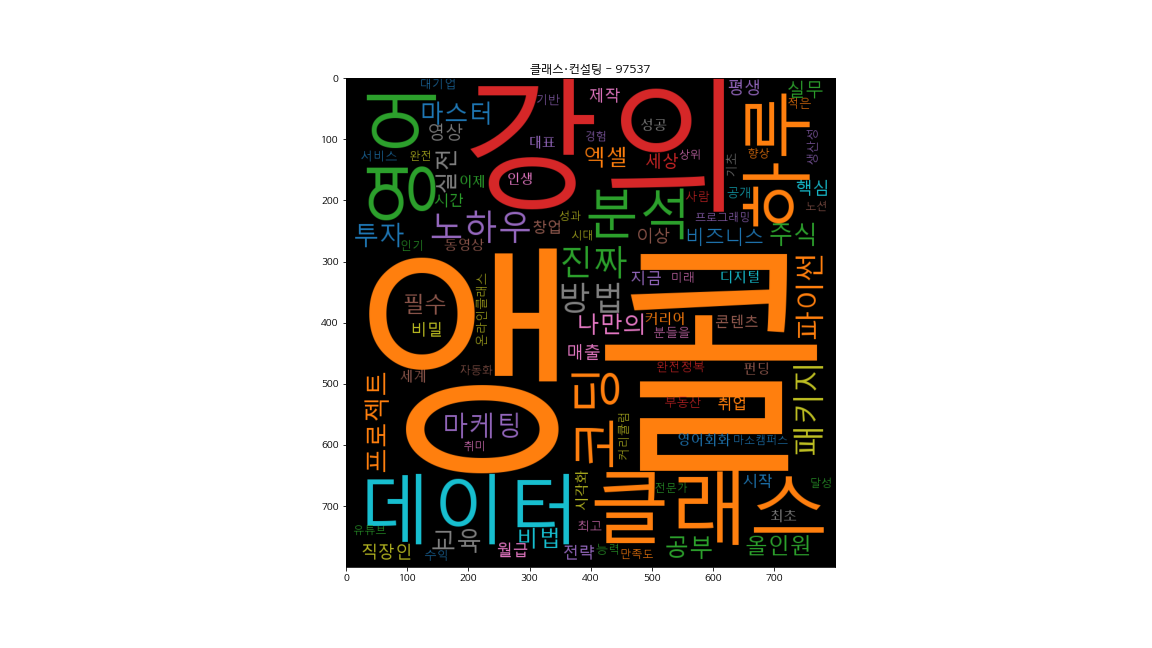 클래스·컨설팅 - 97537
0
100
200
300
400
500
600
700
0 100 200 300 400 500 600 700
대기업
강의
평생
실무
제작
기반
적은
마스터
영어
영상
성공
하루
경험
대표
엑셀
세상
상위
기초
향상
생산성
서비스
완전
실전
이제
인생
시간
사람
공개
핵심
노션
분석
프로그래밍
노하우
창업
성과
시대
이상
비즈니스
주식
투자
인기
동영상
진짜
앵콜
지금
미래
디지털
파이썬
온라인클래스
방법
필수
비밀
나만의
커리어
분들을
콘텐츠
매출
세계
자동화
완전정복
펀딩
코딩
프로젝트
부동산
취업
패키지
마케팅
취미
커리큘럼
영어회화
마소캠퍼스
데이터
시각화
클래스
전문가
시작
달성
최초
최고
유튜브
교육
비법
직장인
수익
월급
전략
능력
만족도
공부
올인원